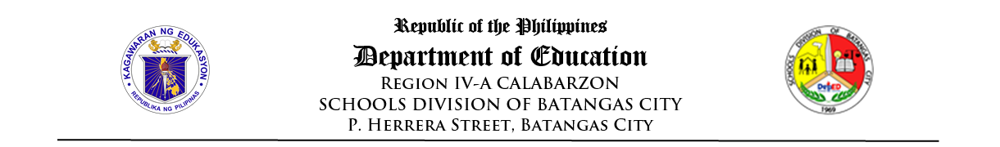 KAGAWARAN NG EDUKASYON
REPUBLIKA NG PILIPINAS
Republic of the Philippines
Department of Education
REGION IV-A CALABARZON
SCHOOLS DIVISION OF BATANGAS CITY
P. HERRERA STREET, BATANGAS CITY
SCHOOLS DIVISION OF BATANGAS CITY
DepED
1969